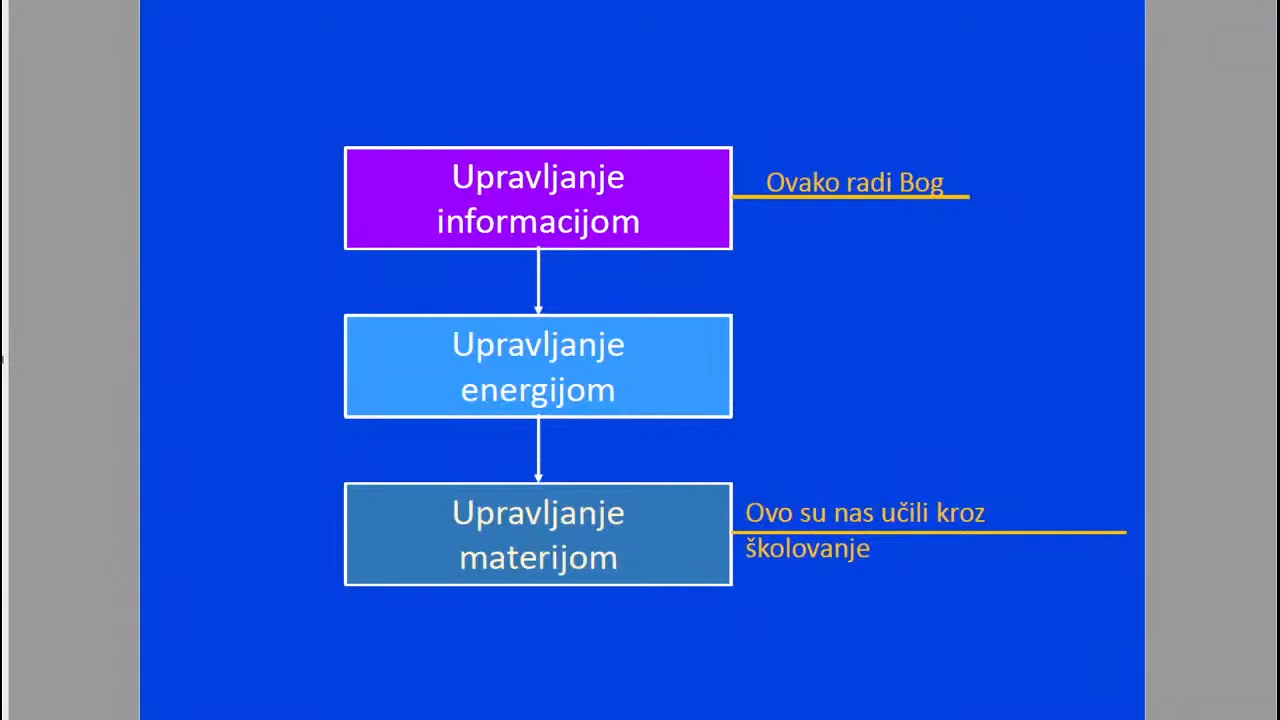 Upravljanje
informacijom
Ovako radi Bog
Upravljanje
energijom
Upravljanje
materijom
Ovo su nas učili kroz
školovanje